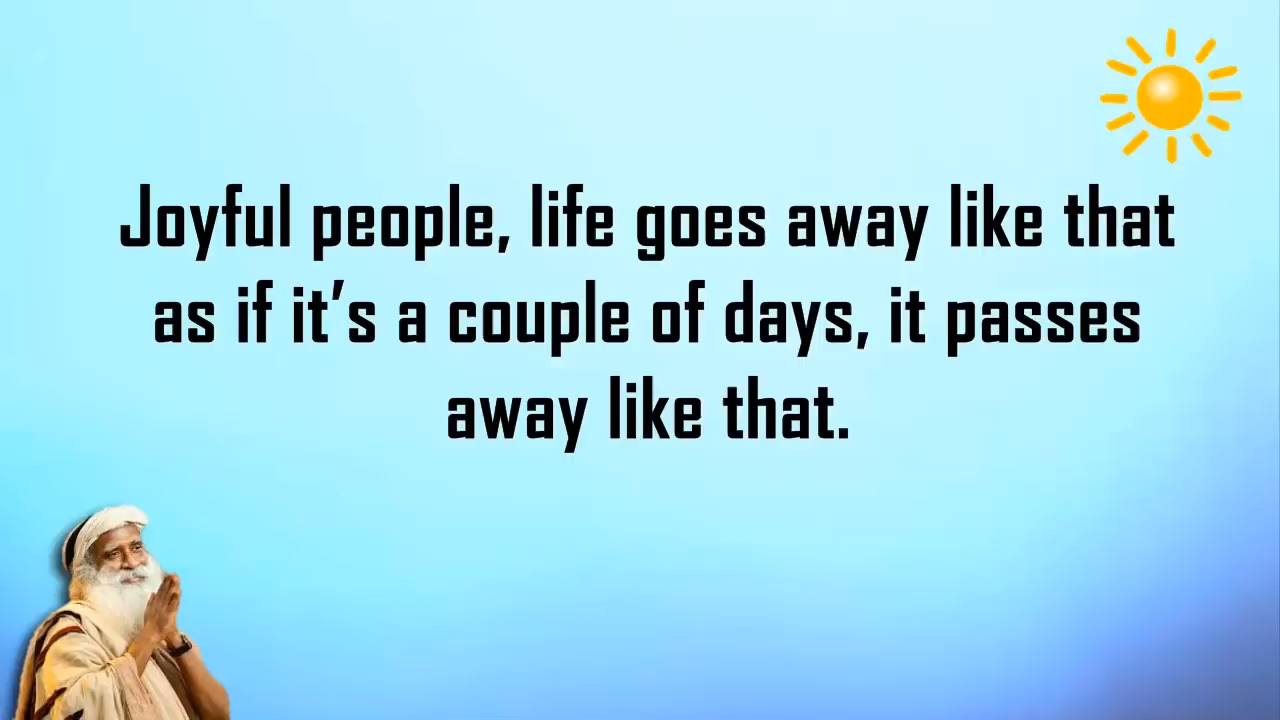 Joyful people, life goes away like that
as if it’s a couple of days, it passes
away like that.